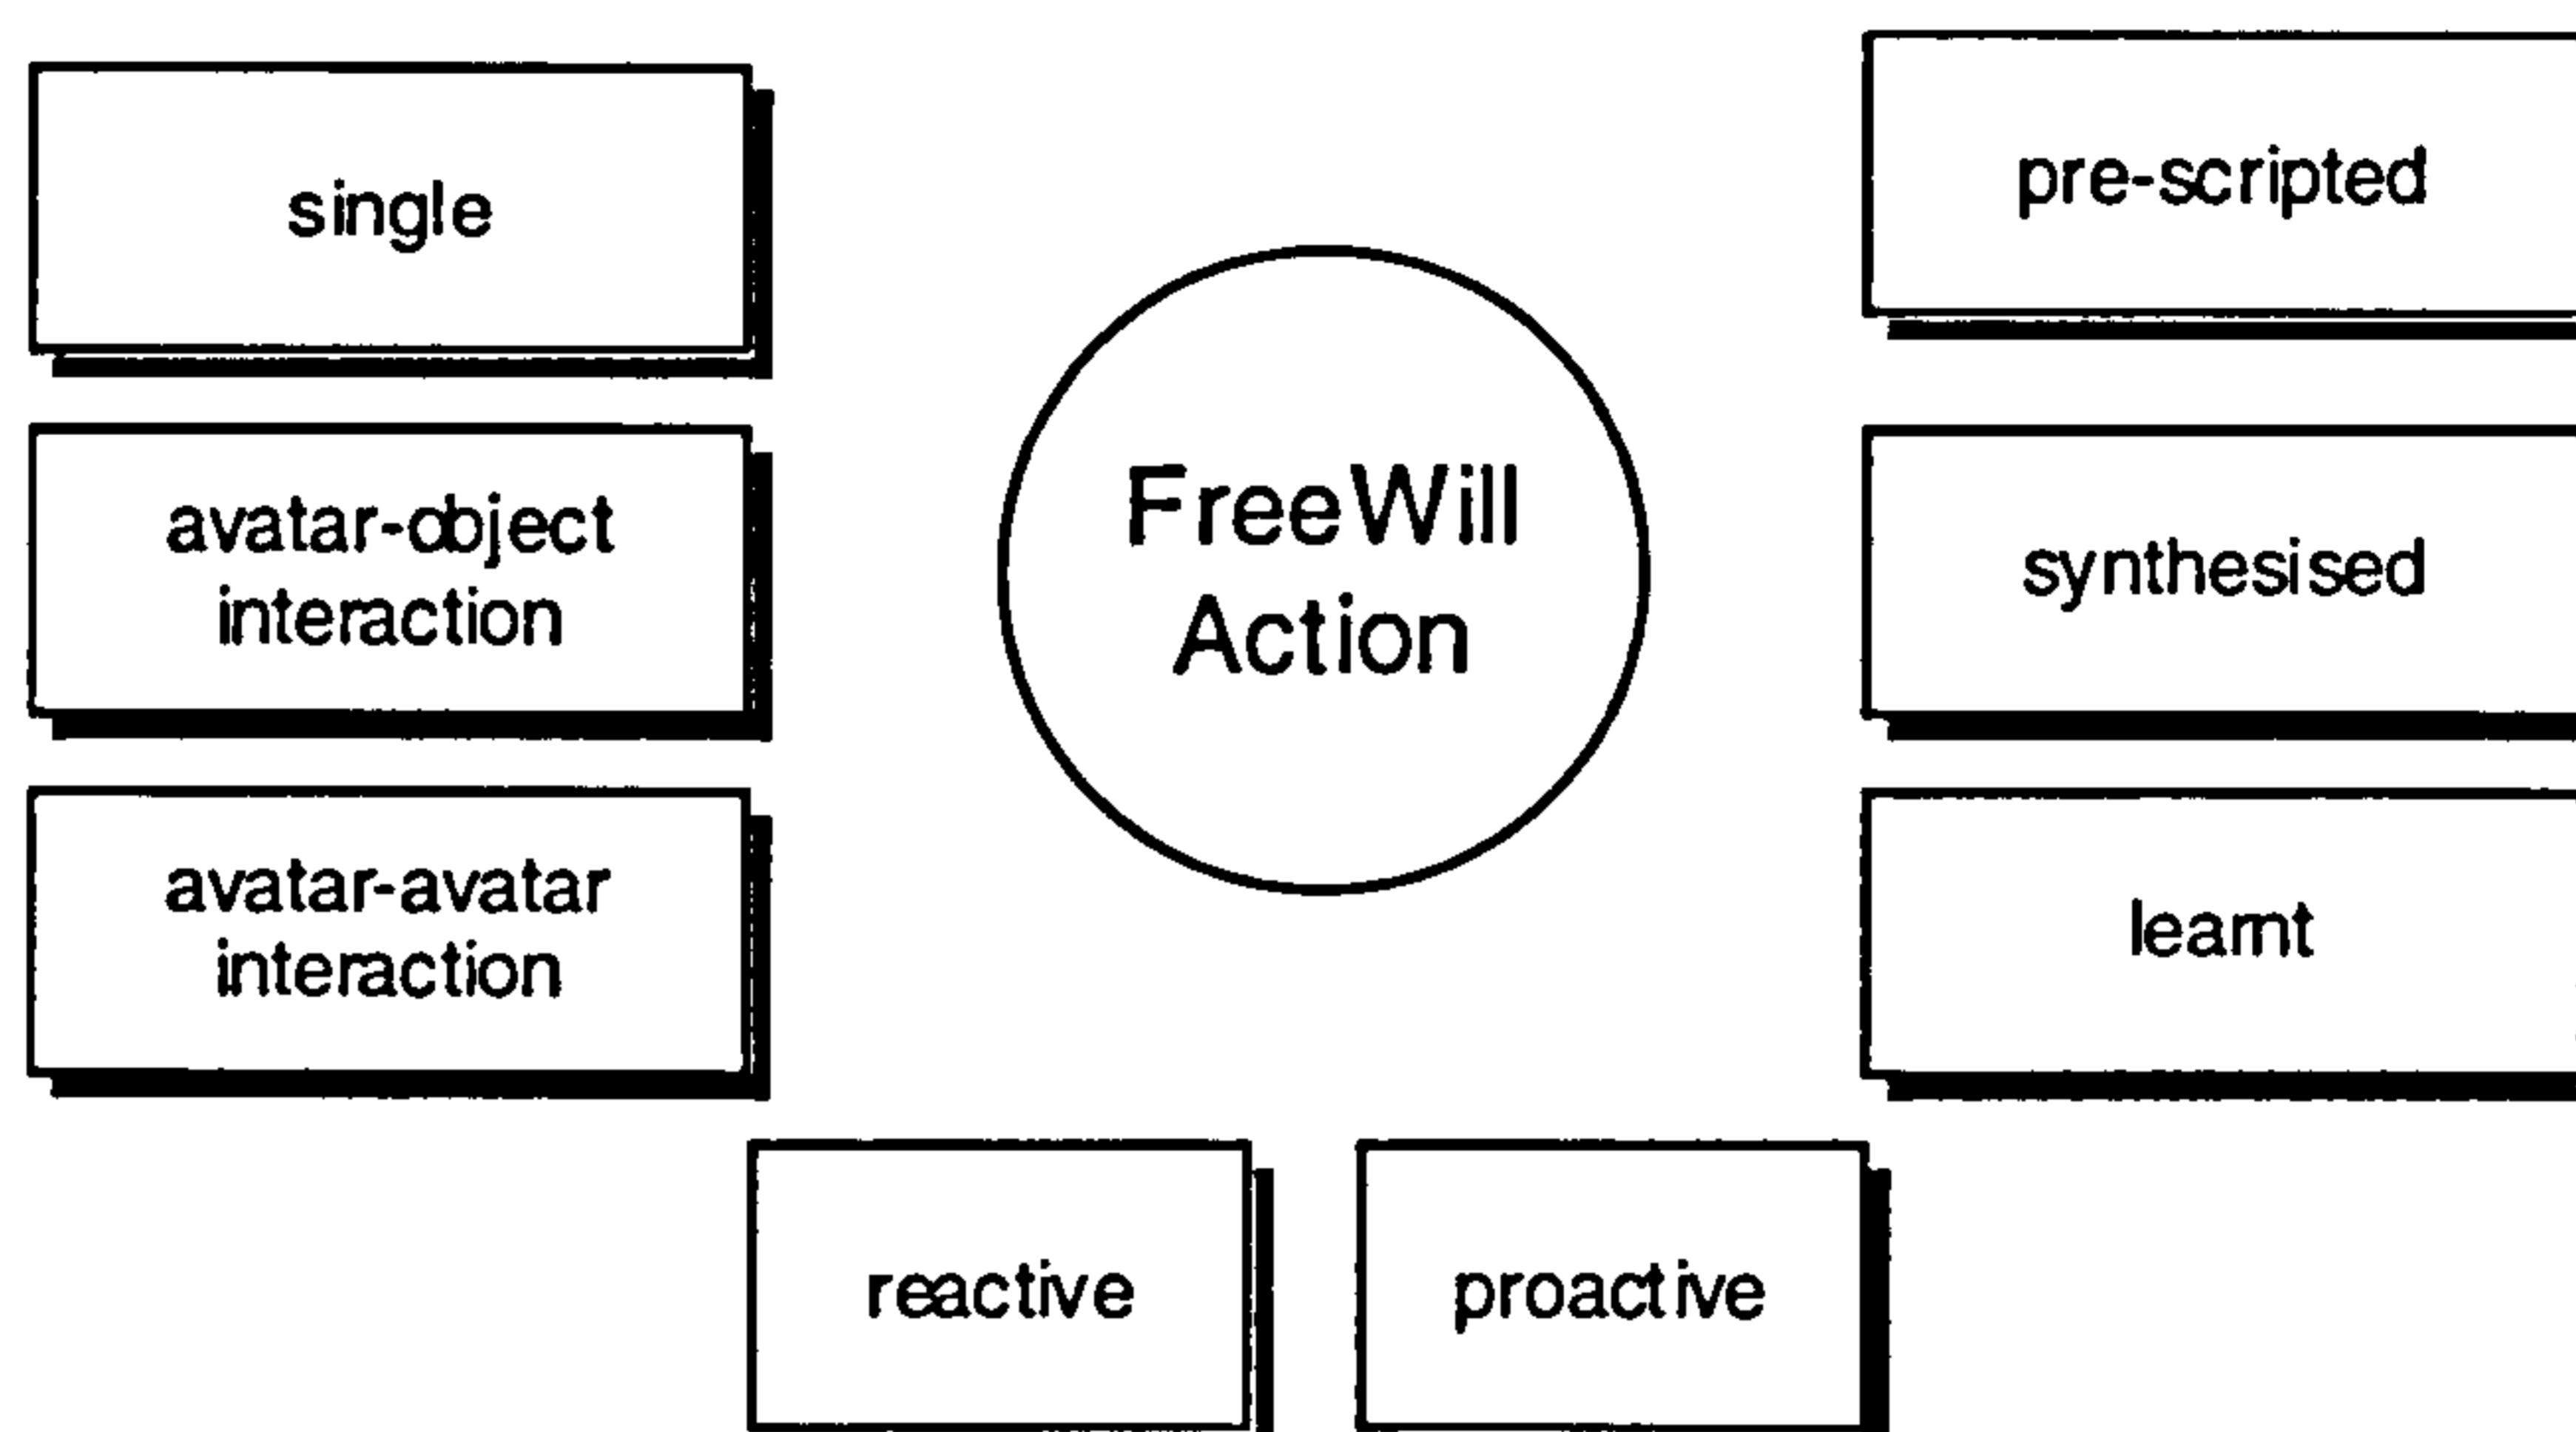 single
avatar-object
interaction
avatar-avatar
interaction
FreeWill
Action
pre-scripted
synthesised
learnt
reactive
proactive